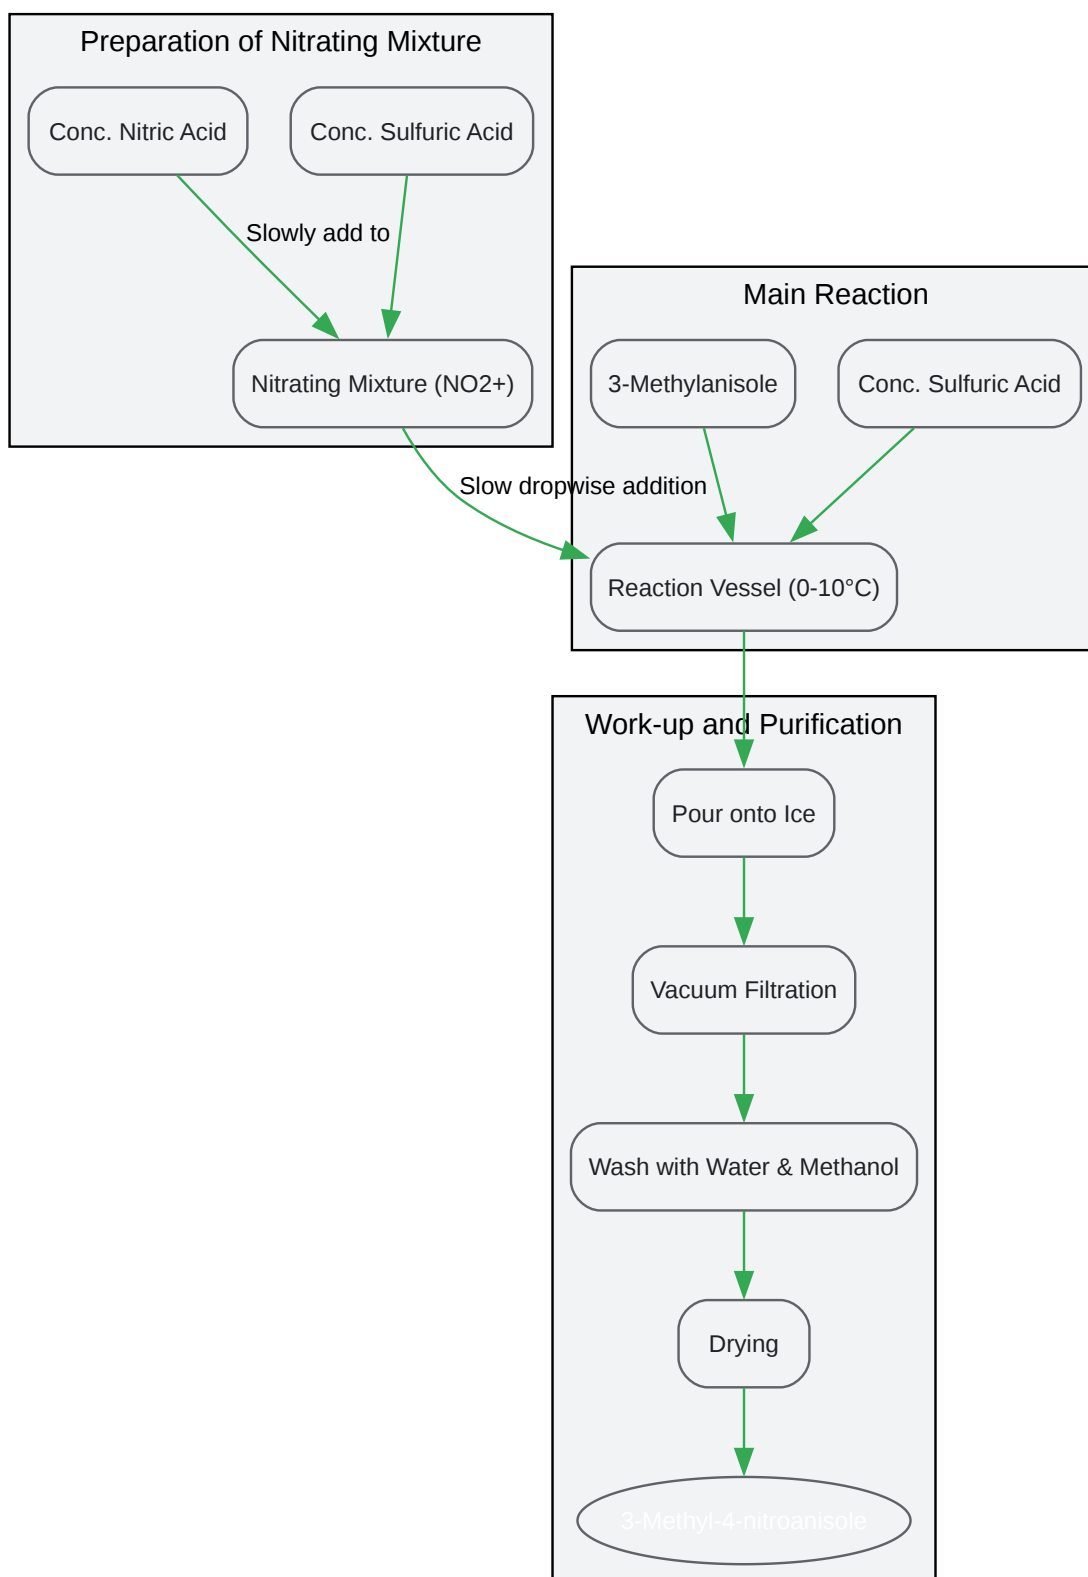 Preparation of Nitrating Mixture
Conc. Nitric Acid
Conc. Sulfuric Acid
Slowly add to
Nitrating Mixture (NO2+)
Main Reaction
3-Methylanisole
Conc. Sulfuric Acid
Slow dropwise addition
Reaction Vessel (0-10°C)
Work-up and Purification
Pour onto Ice
Vacuum Filtration
Wash with Water & Methanol
Drying
3-Methyl-4-nitroanisole